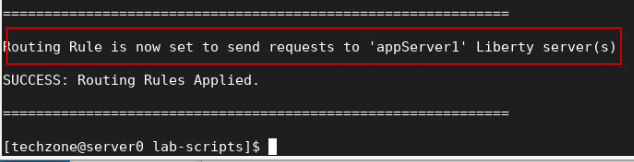 =============================================================
Routing Rule is now set to send requests to 'appServer1' Liberty server(s)
SUCCESS: Routing Rules Applied.
=============================================================
[techzone@server0 lab-scripts]$